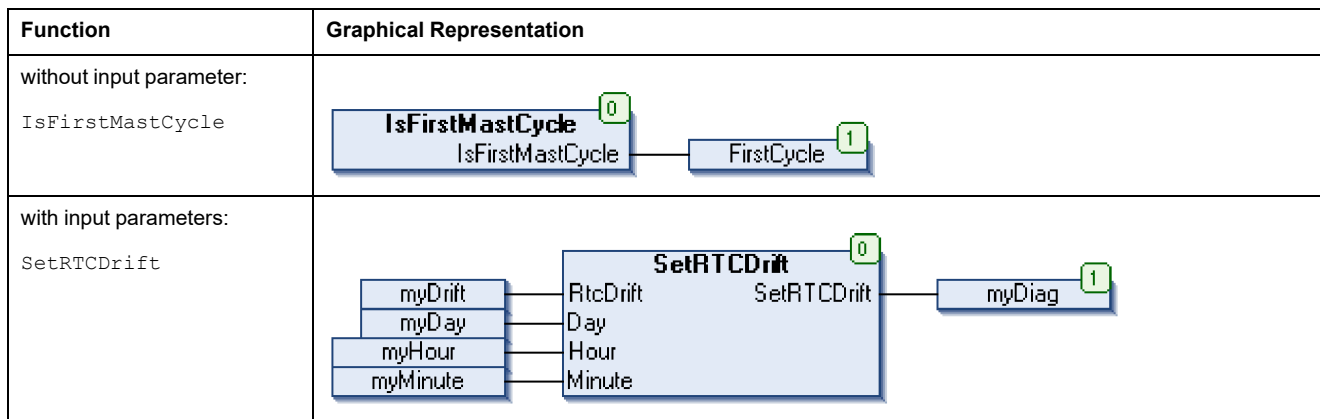 Function
Graphical Representation
without input parameter:
IsFirstMastCycle
0
IsFirstMastCycle
IsFirstMastCycle
FirstCycle
1
with input parameters:
SetRTCDrift
0
SetRTCDrift
myDrift
RtcDrift
SetRTCDrift
myDiag
1
myDay
Day
myHour
Hour
myMinute
Minute